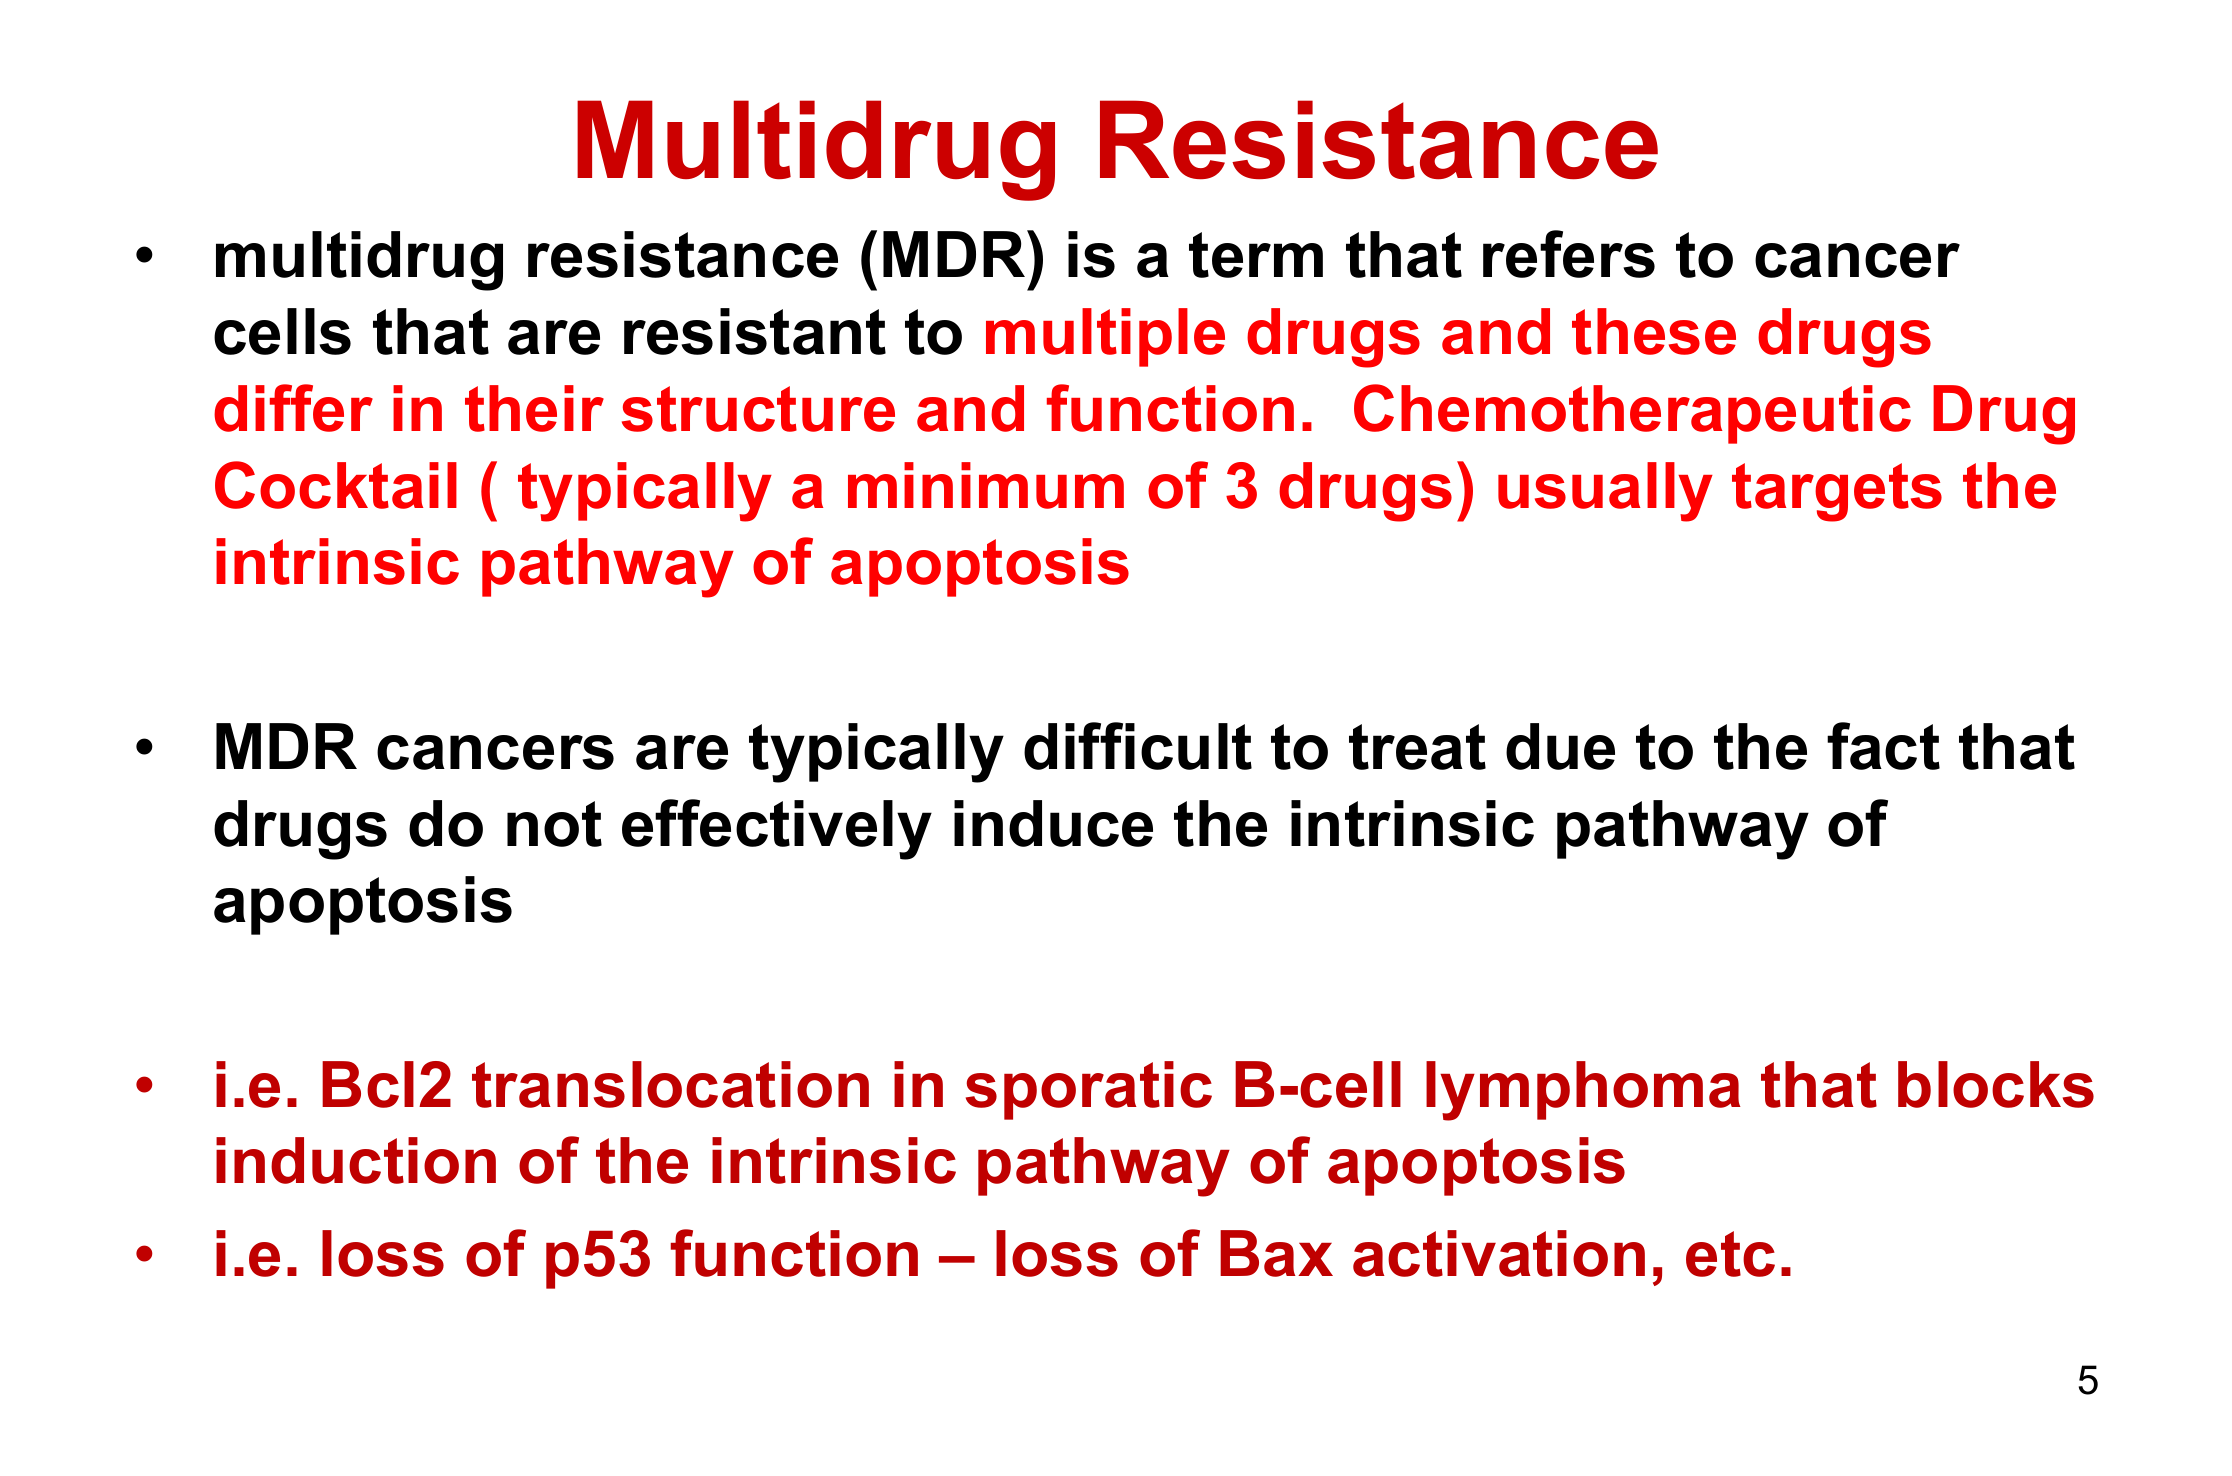 Multidrug Resistance
• multidrug resistance (MDR) is a term that refers to cancer
cells that are resistant to multiple drugs and these drugs
differ in their structure and function.  Chemotherapeutic Drug
Cocktail ( typically a minimum of 3 drugs) usually targets the
intrinsic pathway of apoptosis
• MDR cancers are typically difficult to treat due to the fact that
drugs do not effectively induce the intrinsic pathway of
apoptosis
• i.e. Bcl2 translocation in sporatic B-cell lymphoma that blocks
induction of the intrinsic pathway of apoptosis
• i.e. loss of p53 function – loss of Bax activation, etc.
5